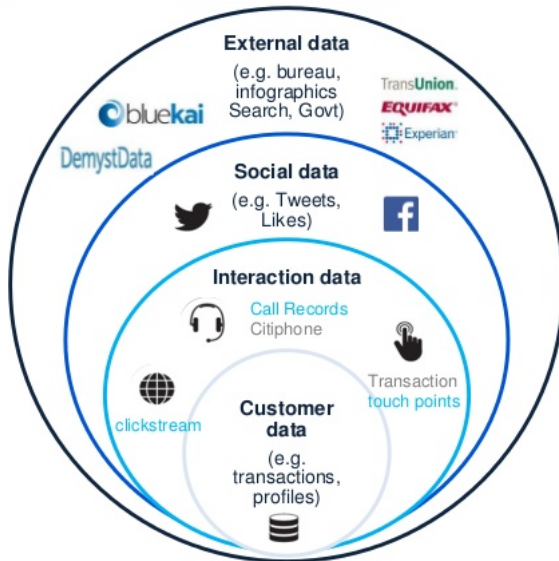 External data
(e.g. bureau,
infographics
Search, Govt)
bluekai
DemystData
TransUnion.
EQUIFAX
Experian
Social data
(e.g. Tweets,
Likes)
f
Interaction data
Call Records
Citiphone
clickstream
Transaction
touch points
Customer
data
(e.g.
transactions,
profiles)